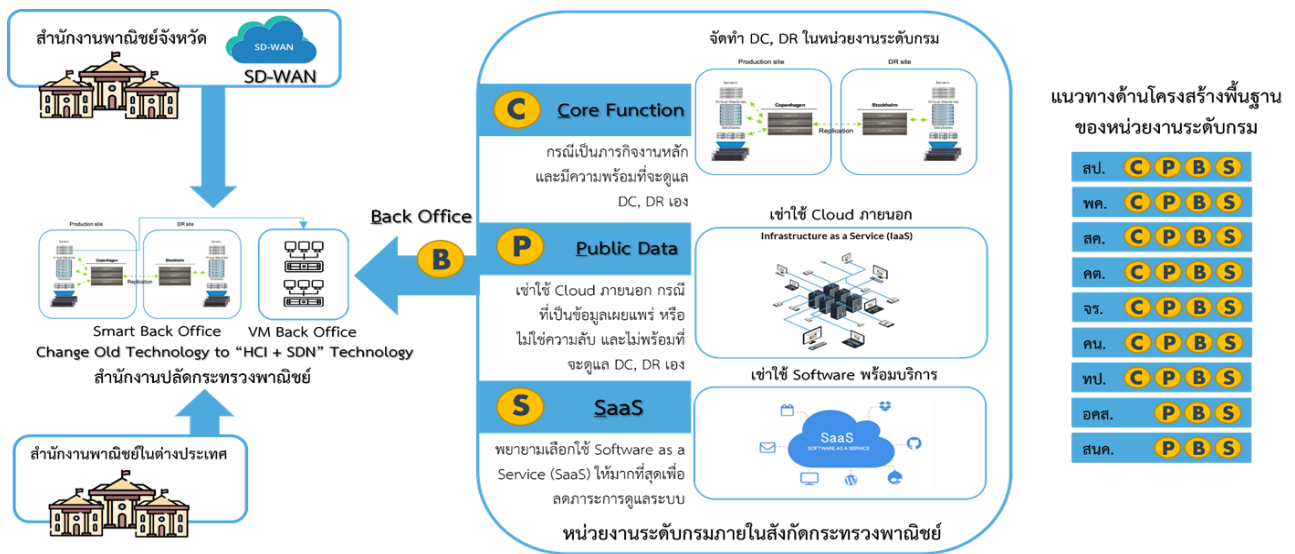 สำนักงานพาณิชย์จังหวัด
SD-WAN
SD-WAN
Production site
DR site
Servers
Virtual Machines
Databases
Copenhagen
Stockholm
Replication
Smart Back Office
VM Back Office
Change Old Technology to “HCI + SDN” Technology
สำนักงานปลัดกระทรวงพาณิชย์
สำนักงานพาณิชย์ในต่างประเทศ
Back Office
B
จัดทำ DC, DR ในหน่วยงานระดับกรม
C
Core Function
กรณีเป็นภารกิจงานหลัก
และมีความพร้อมที่จะดูแล
DC, DR เอง
Production site
DR site
Servers
Virtual Machines
Databases
Copenhagen
Stockholm
Replication
P
Public Data
เช่าใช้ Cloud ภายนอก กรณี
ที่เป็นข้อมูลเผยแพร่ หรือ
ไม่ใช่ความลับ และไม่พร้อมที่
จะดูแล DC, DR เอง
เช่าใช้ Cloud ภายนอก
Infrastructure as a Service (IaaS)
S
SaaS
พยายามเลือกใช้ Software as a
Service (SaaS) ให้มากที่สุดเพื่อ
ลดภาระการดูแลระบบ
เช่าใช้ Software พร้อมบริการ
SaaS
SOFTWARE AS A SERVICE
หน่วยงานระดับกรมภายในสังกัดกระทรวงพาณิชย์
แนวทางด้านโครงสร้างพื้นฐาน
ของหน่วยงานระดับกรม
สป. C P B S
พค. C P B S
สค. C P B S
คต. C P B S
จร. C P B S
คน. C P B S
ทป. C P B S
อคส. P B S
สนค. P B S